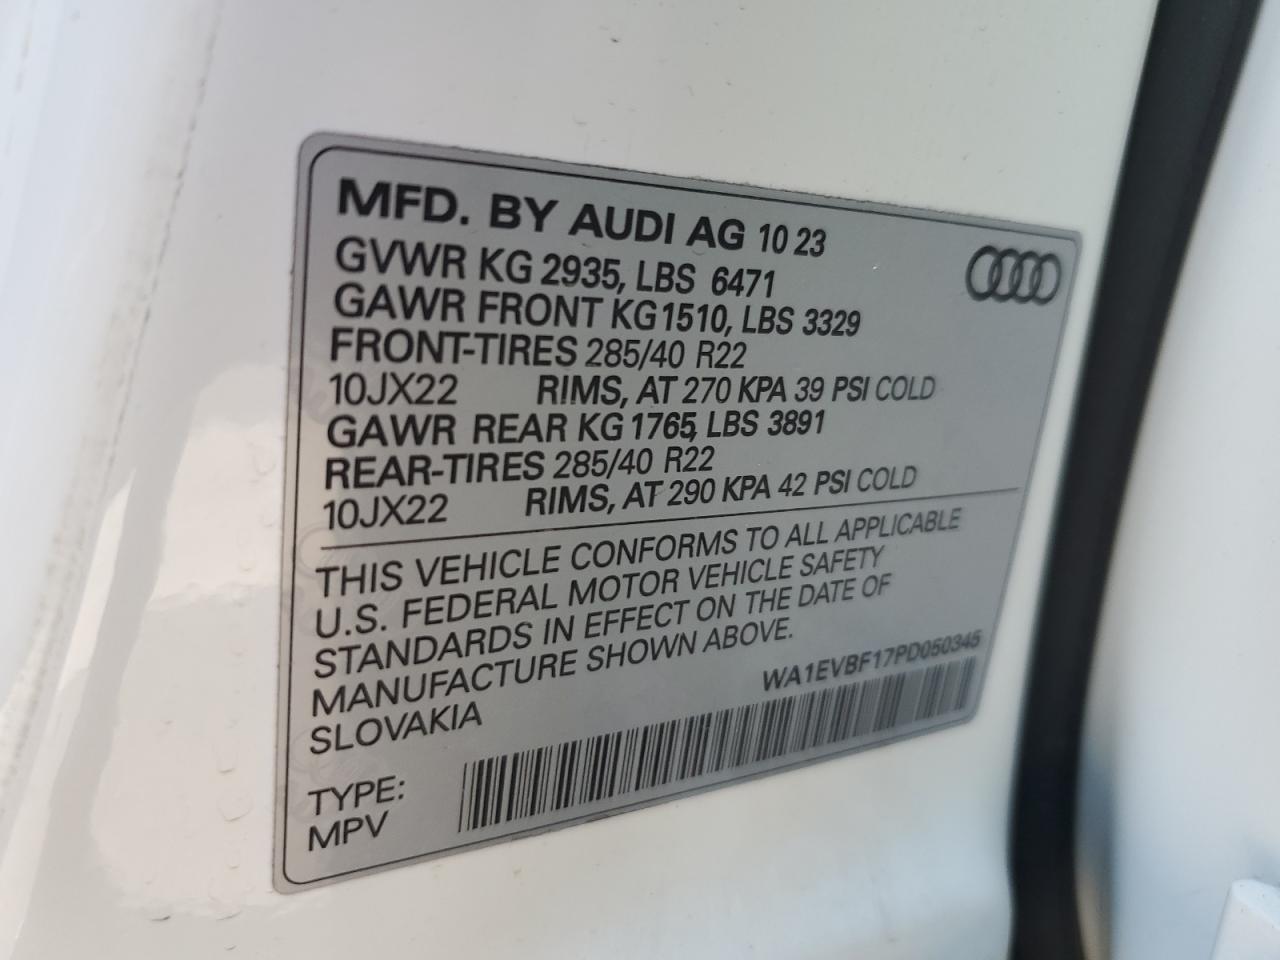 MFD. BY AUDI AG 10 23
GVWR KG 2935, LBS 6471
GAWR FRONT KG 1510, LBS 3329
FRONT-TIRES 285/40 R22
10JX22 RIMS, AT 270 KPA 39 PSI COLD
GAWR REAR KG 1765, LBS 3891
REAR-TIRES 285/40 R22
10JX22 RIMS, AT 290 KPA 42 PSI COLD
THIS VEHICLE CONFORMS TO ALL APPLICABLE
U.S. FEDERAL MOTOR VEHICLE SAFETY
STANDARDS IN EFFECT ON THE DATE OF
MANUFACTURE SHOWN ABOVE.
SLOVAKIA
WA1EVBF17PD050345
TYPE:
MPV